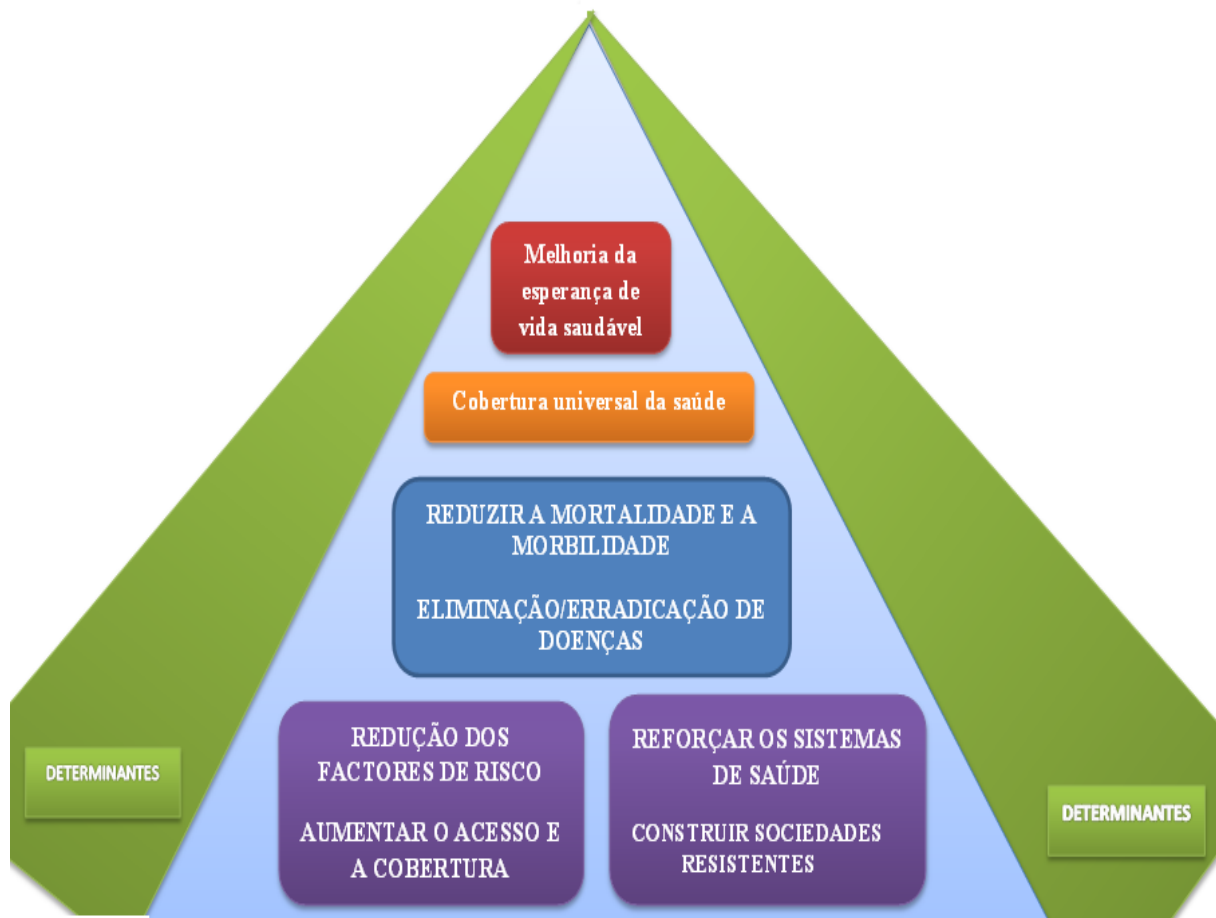 Melhoria da
esperança de
vida saudável
Cobertura universal da saúde
REDUZIR A MORTALIDADE E A
MORBILIDADE
ELIMINAÇÃO/ERRADICAÇÃO DE
DOENÇAS
REDUÇÃO DOS
FACTORES DE RISCO
AUMENTAR O ACESSO E
A COBERTURA
REFORÇAR OS SISTEMAS
DE SAÚDE
CONSTRUIR SOCIEDADES
RESISTENTES
DETERMINANTES
DETERMINANTES